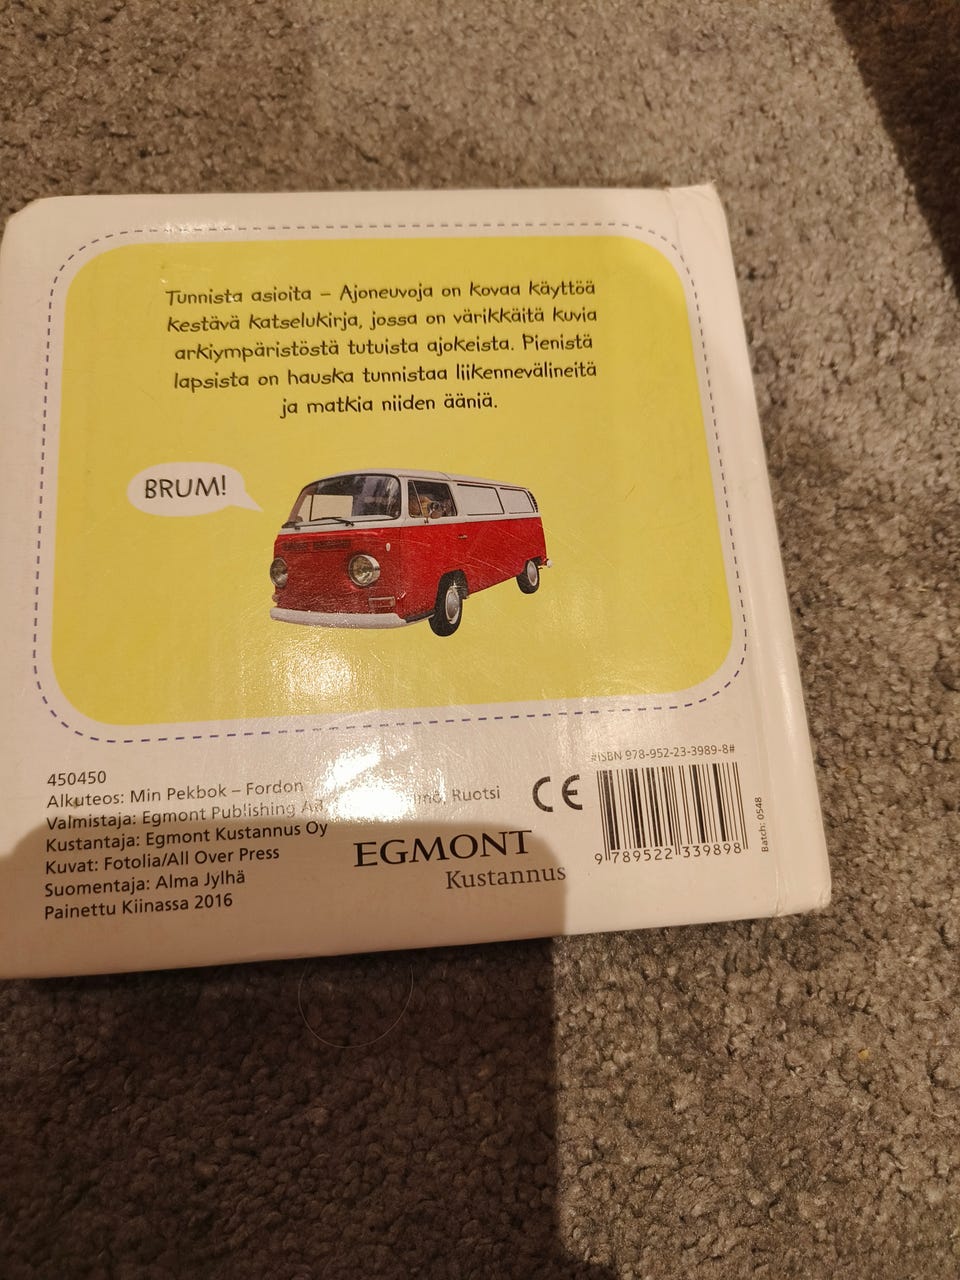 Tunnista asioita – Ajoneuvoja on kovaa käyttöä
kestävä katselukirja, jossa on värikkäitä kuvia
arkiympäristöstä tutuista ajokeista. Pienistä
lapsista on hauska tunnistaa liikennevälineitä
ja matkia niiden ääniä.
BRUM!
450450
Alkuteos: Min Pekbok – Fordon
Valmistaja: Egmont Publishing Ruotsi
Kustantaja: Egmont Kustannus Oy
Kuvat: Fotolia/All Over Press
Suomentaja: Alma Jylhä
Painettu Kiinassa 2016
EGMONT
Kustannus
CE
#ISBN 978-952-23-3989-8#
9 789522 339898
Batch: 0548